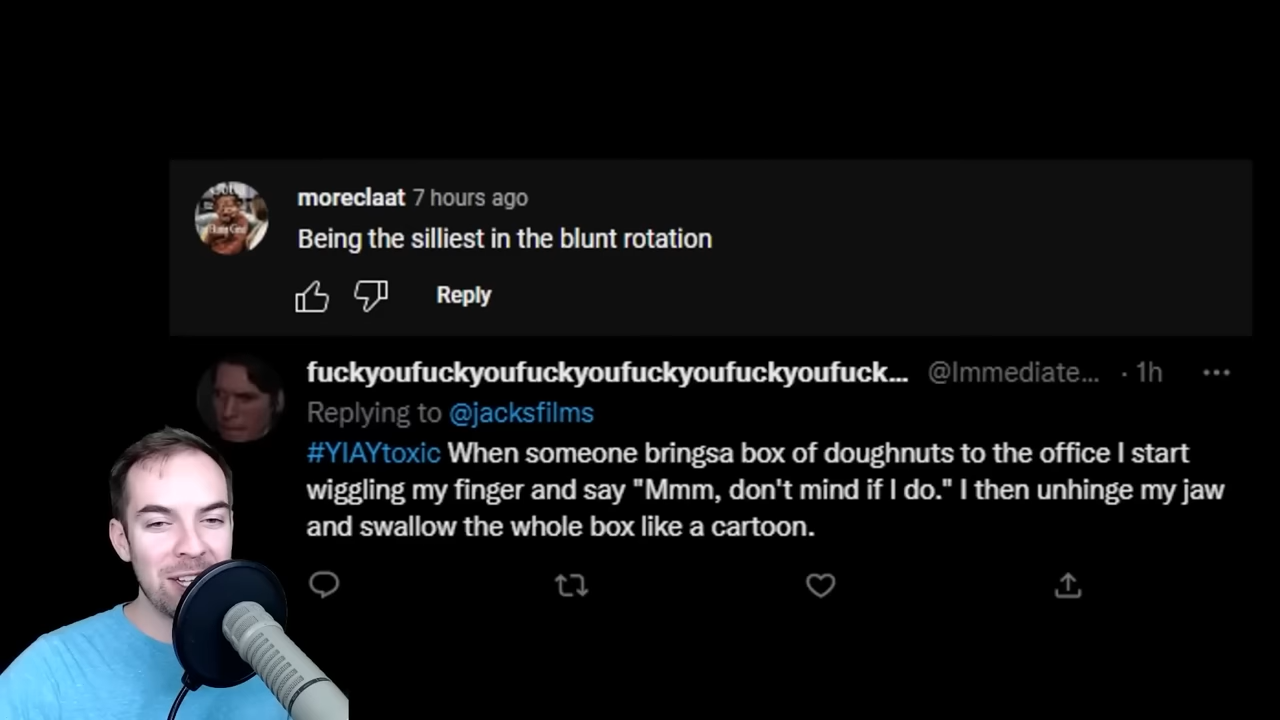 moreclaat 7 hours ago
Being the silliest in the blunt rotation
Reply
fuckyoufuckyoufuckyoufuckyoufuckyoufuck... @Immediate... · 1h
Replying to @jacksfilms
#YIAYtoxic When someone bringsa box of doughnuts to the office I start
wiggling my finger and say "Mmm, don't mind if I do." I then unhinge my jaw
and swallow the whole box like a cartoon.